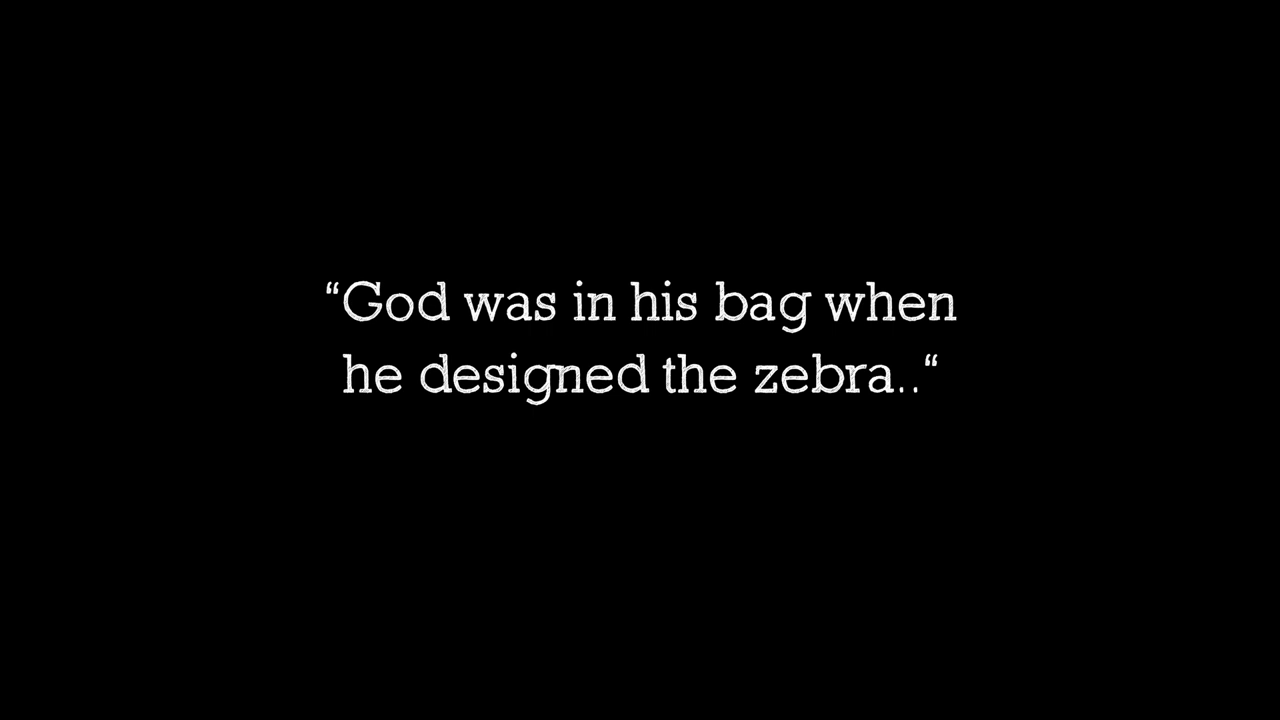 “God was in his bag when
he designed the zebra..“